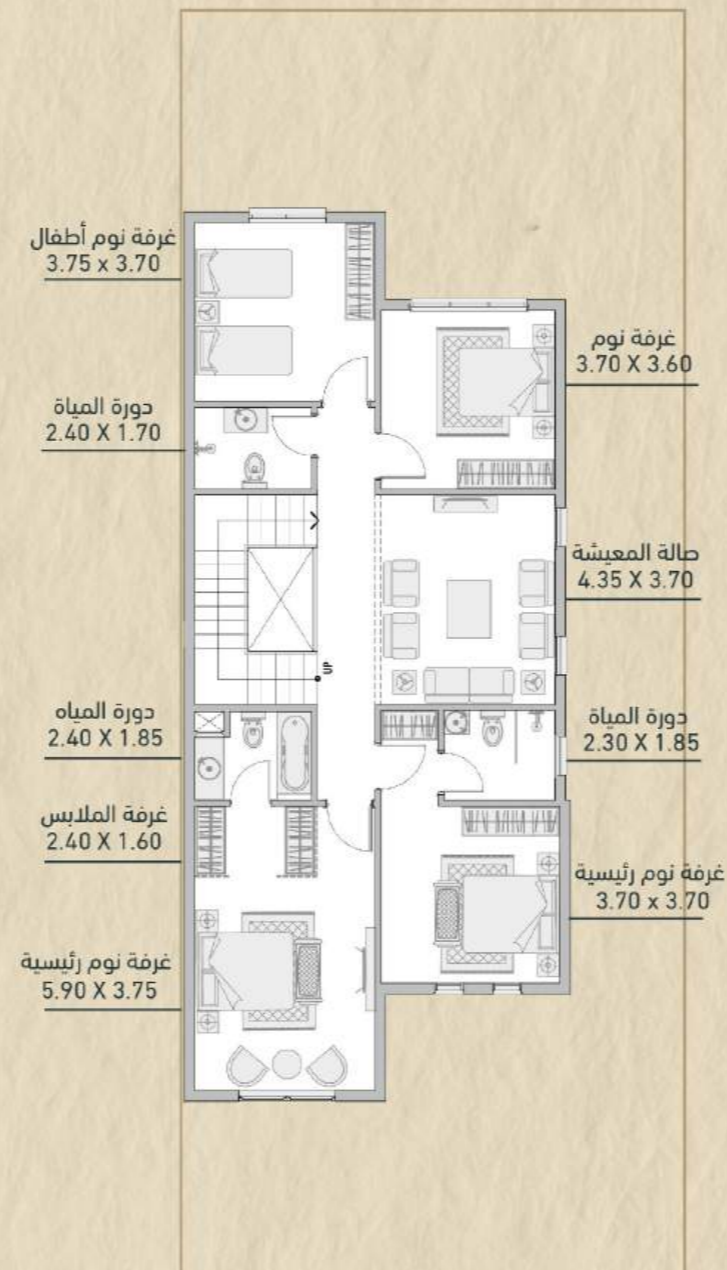 غرفة نوم أطفال
3.75 x 3.70
غرفة نوم
3.70 X 3.60
دورة المياة
2.40 X 1.70
صالة المعيشة
4.35 X 3.70
UP
دورة المياه
2.40 X 1.85
دورة المياة
2.30 X 1.85
غرفة الملابس
2.40 X 1.60
غرفة نوم رئيسية
3.70 x 3.70
غرفة نوم رئيسية
5.90 X 3.75